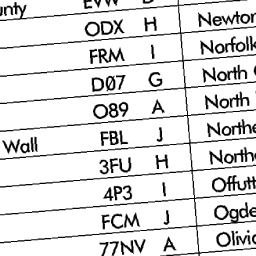 unty EVW
ODX H Newton
FRM I Norfolk
D07 G North
O89 A North
Wall FBL J Northe
3FU H Northe
4P3 I Offutt
FCM J Ogde
77NV A Olivi